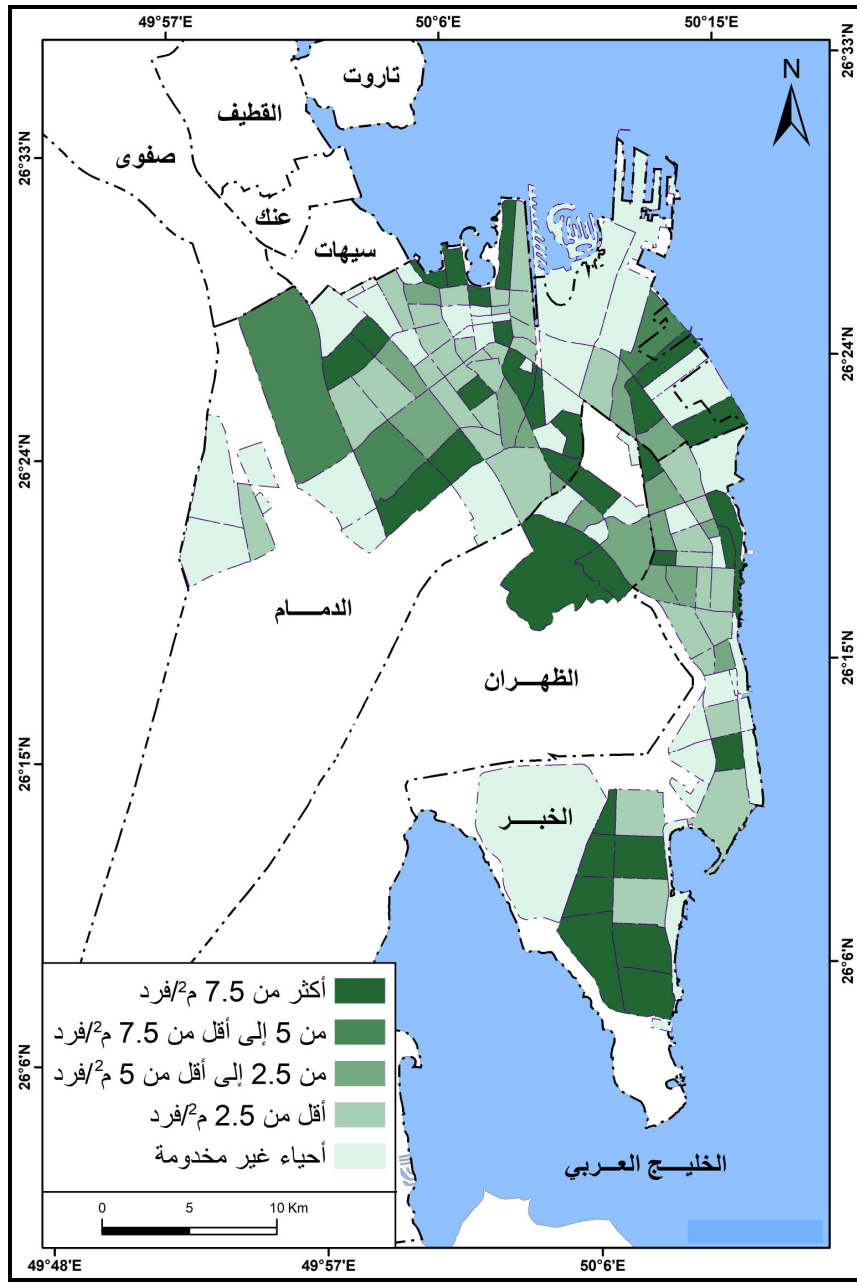 49°57'E
50°6'E
50°15'E
26°33'N
26°33'N
N
تاروت
القطيف
صفوى
عنك
سيهات
26°24'N
26°24'N
الدمـــــام
الظهـــران
26°15'N
26°15'N
الخبـــر
26°6'N
26°6'N
أكثر من 7.5 م²/فرد
من 5 إلى أقل من 7.5 م²/فرد
من 2.5 إلى أقل من 5 م²/فرد
أقل من 2.5 م²/فرد
أحياء غير مخدومة
0 5 10 Km
الخليـــج العـــربي
49°48'E
49°57'E
50°6'E